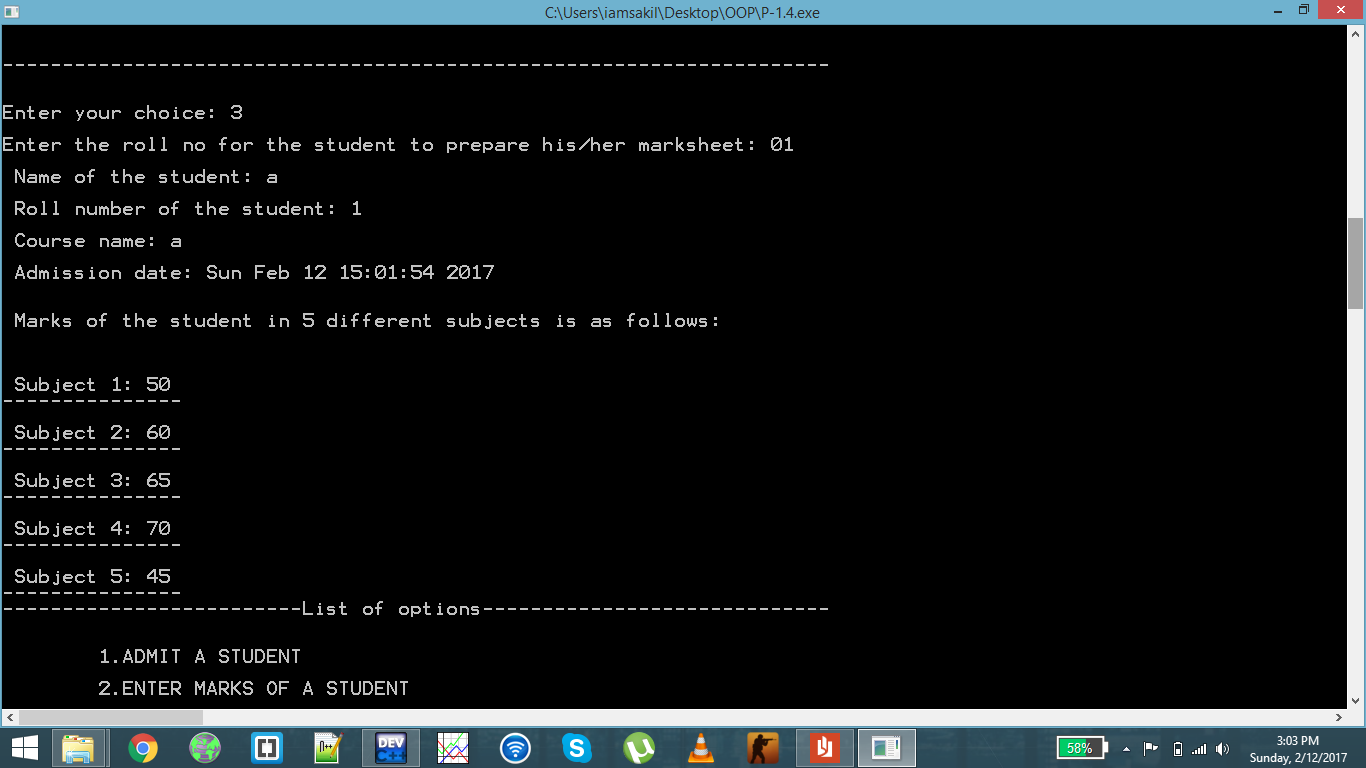 C:\Users\iamsakil\Desktop\OOP\P-1.4.exe
---------------------------------------------------------------------
Enter your choice: 3
Enter the roll no for the student to prepare his/her marksheet: 01
Name of the student: a
Roll number of the student: 1
Course name: a
Admission date: Sun Feb 12 15:01:54 2017
Marks of the student in 5 different subjects is as follows:
Subject 1: 50
---------------
Subject 2: 60
---------------
Subject 3: 65
---------------
Subject 4: 70
---------------
Subject 5: 45
---------------
-------------------------List of options-----------------------------
1.ADMIT A STUDENT
2.ENTER MARKS OF A STUDENT
N++
DEV
C++
58%
3:03 PM
Sunday, 2/12/2017